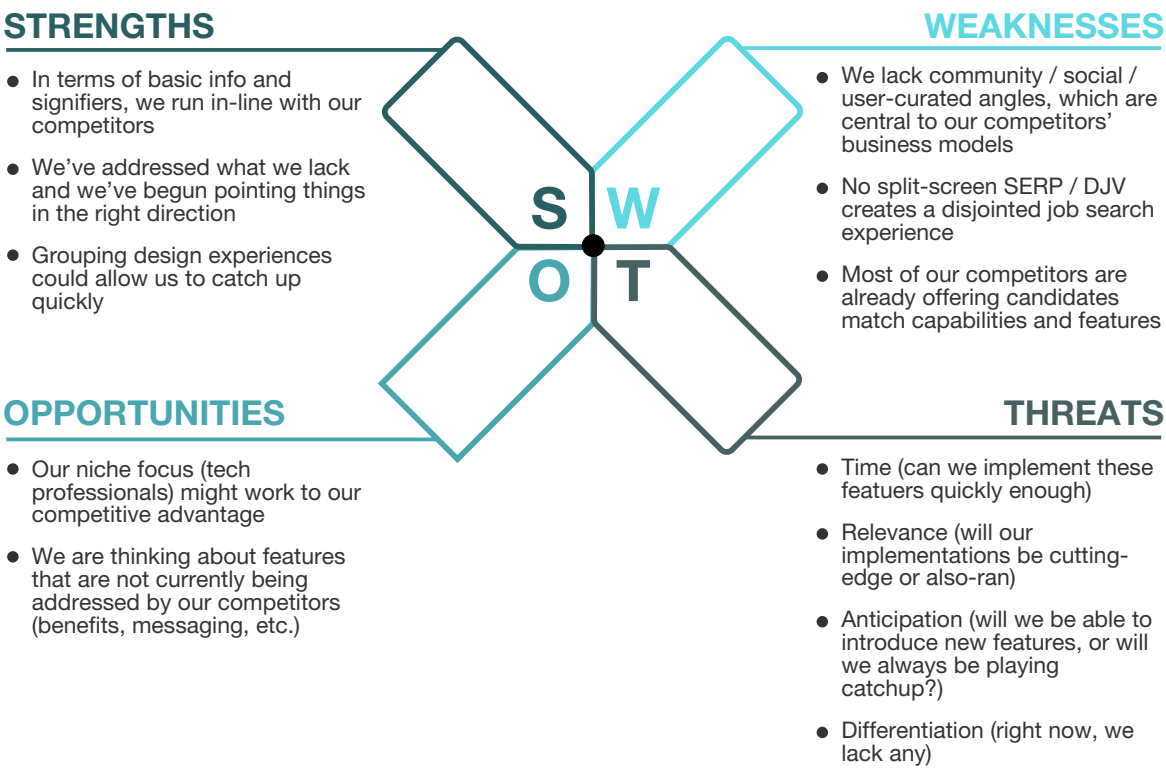 STRENGTHS
● In terms of basic info and
signifiers, we run in-line with our
competitors
● We’ve addressed what we lack
and we’ve begun pointing things
in the right direction
● Grouping design experiences
could allow us to catch up
quickly
WEAKNESSES
● We lack community / social /
user-curated angles, which are
central to our competitors’
business models
● No split-screen SERP / DJV
creates a disjointed job search
experience
● Most of our competitors are
already offering candidates
match capabilities and features
S W
O T
OPPORTUNITIES
● Our niche focus (tech
professionals) might work to our
competitive advantage
● We are thinking about features
that are not currently being
addressed by our competitors
(benefits, messaging, etc.)
THREATS
● Time (can we implement these
featuers quickly enough)
● Relevance (will our
implementations be cutting-
edge or also-ran)
● Anticipation (will we be able to
introduce new features, or will
we always be playing
catchup?)
● Differentiation (right now, we
lack any)